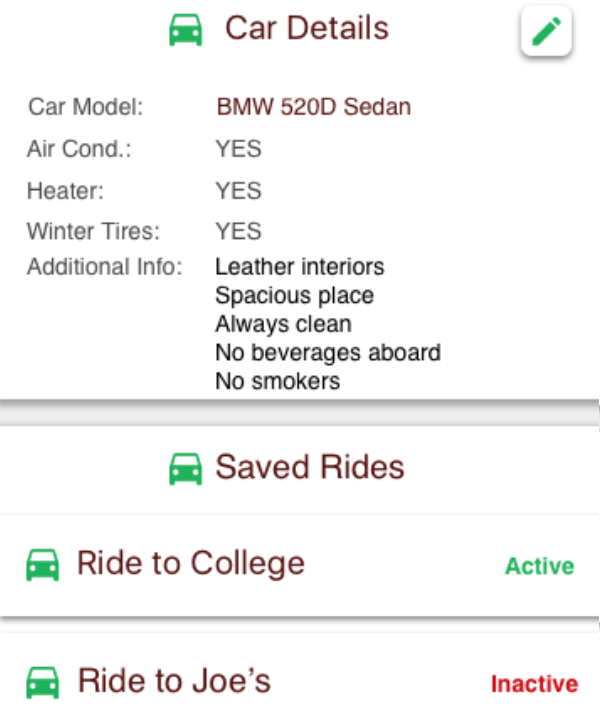 Car Details
Car Model: BMW 520D Sedan
Air Cond.: YES
Heater: YES
Winter Tires: YES
Additional Info: Leather interiors
Spacious place
Always clean
No beverages aboard
No smokers
Saved Rides
Ride to College Active
Ride to Joe’s Inactive